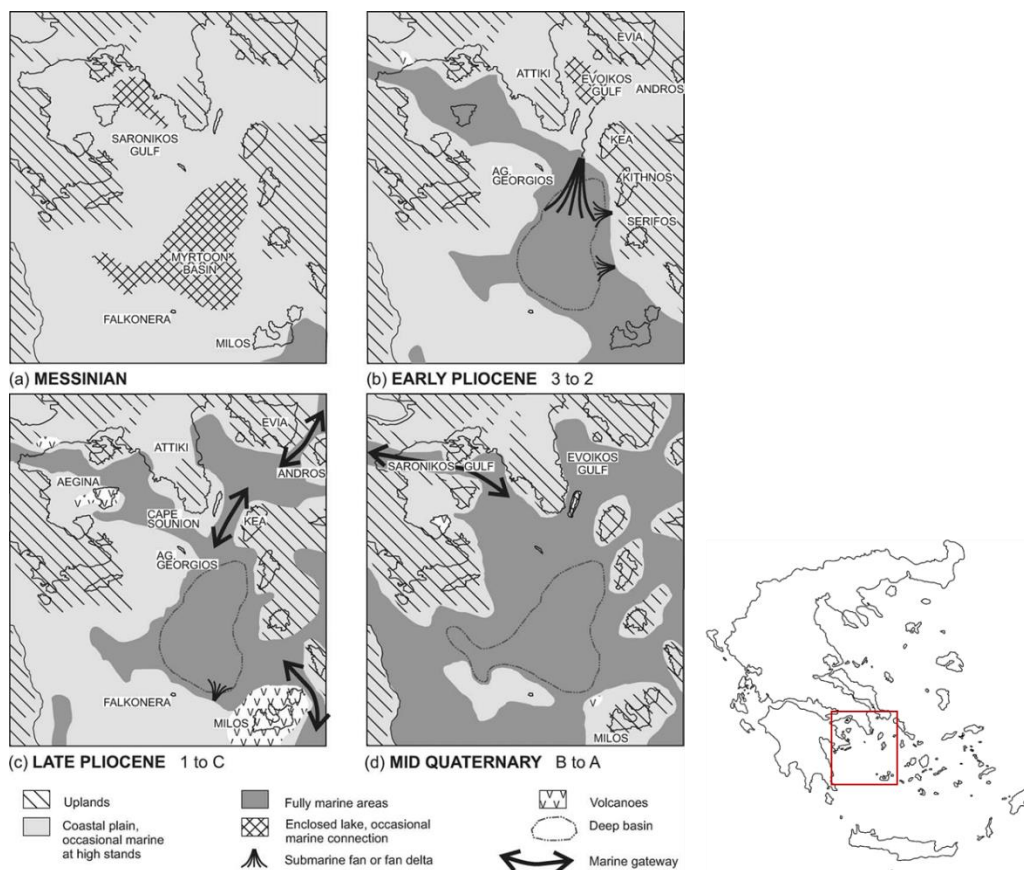 SARONIKOS
GULF
MYRTOON
BASIN
FALKONERA
MILOS
(a) MESSINIAN
EVIA
ATTIKI
EVOIKOS
GULF
ANDROS
KEA
AG.
GEORGIOS
KITHNOS
SERIFOS
V
(b) EARLY PLIOCENE 3 to 2
EVIA
ATTIKI
ANDROS
AEGINA
CAPE
SOUNION
KEA
AG.
GEORGIOS
FALKONERA
MILOS
(c) LATE PLIOCENE 1 to C
SARONIKOS GULF
EVOIKOS
GULF
MILOS
(d) MID QUATERNARY B to A
Uplands
Coastal plain,
occasional marine
at high stands
Fully marine areas
Enclosed lake, occasional
marine connection
Submarine fan or fan delta
Volcanoes
Deep basin
Marine gateway